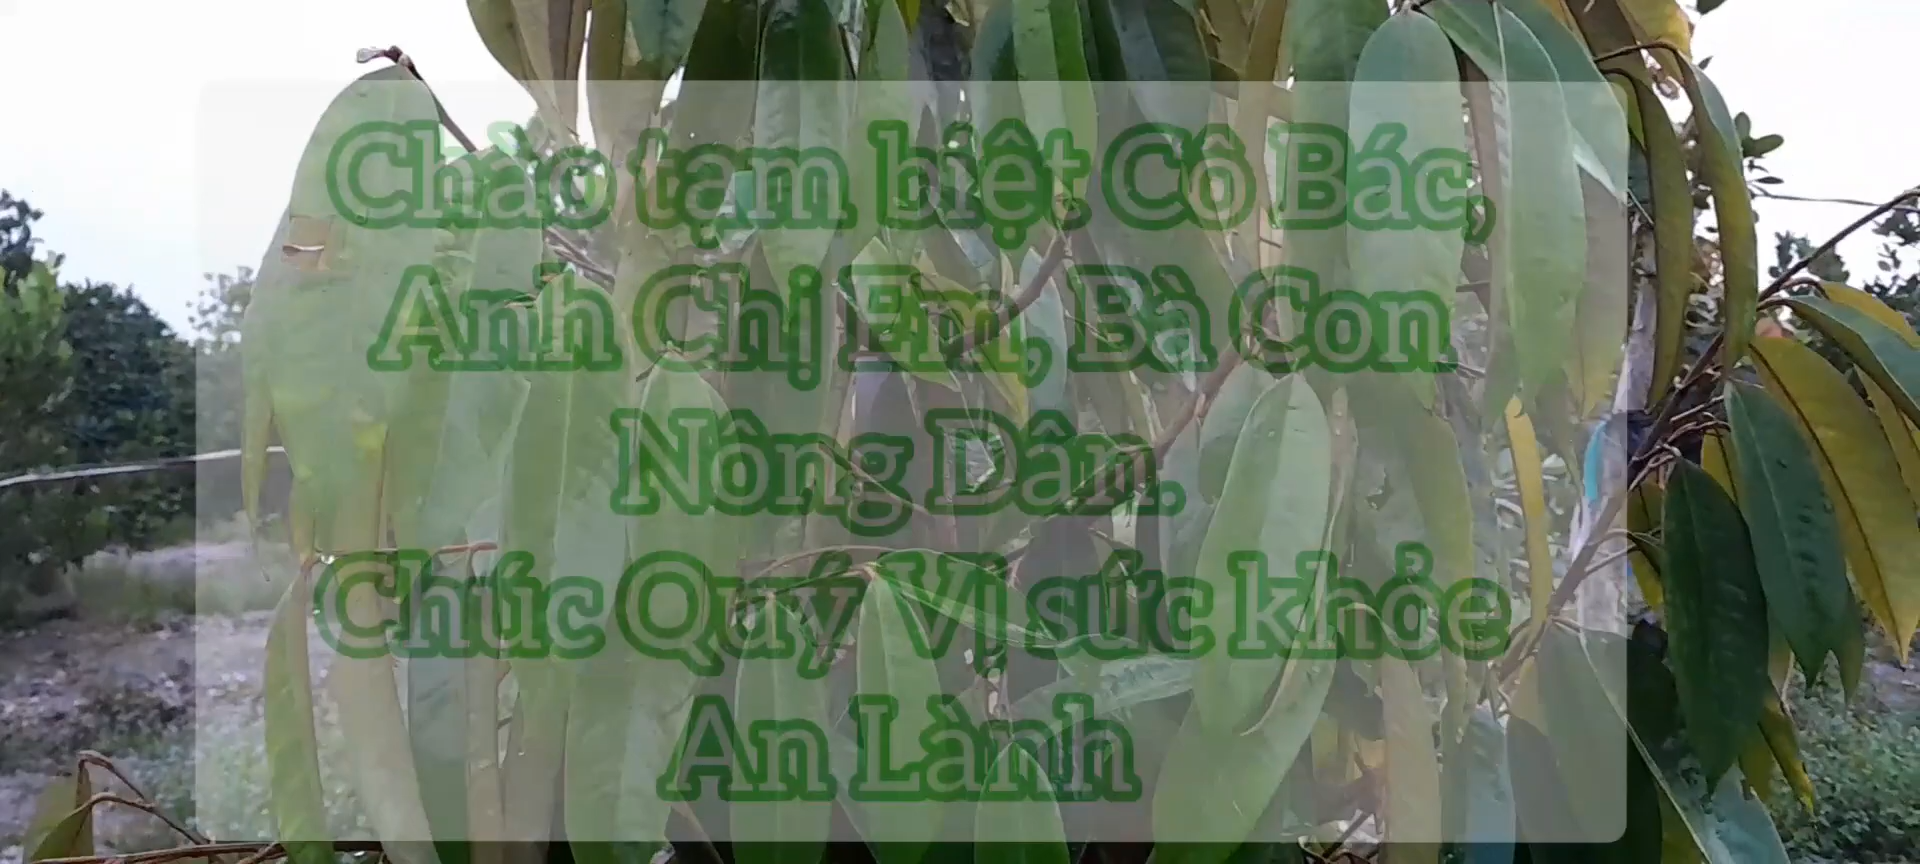 Chào tạm biệt Cô Bác,
Anh Chị Em, Bà Con
Nông Dân.
Chúc Quý Vị sức khỏe
An Lành